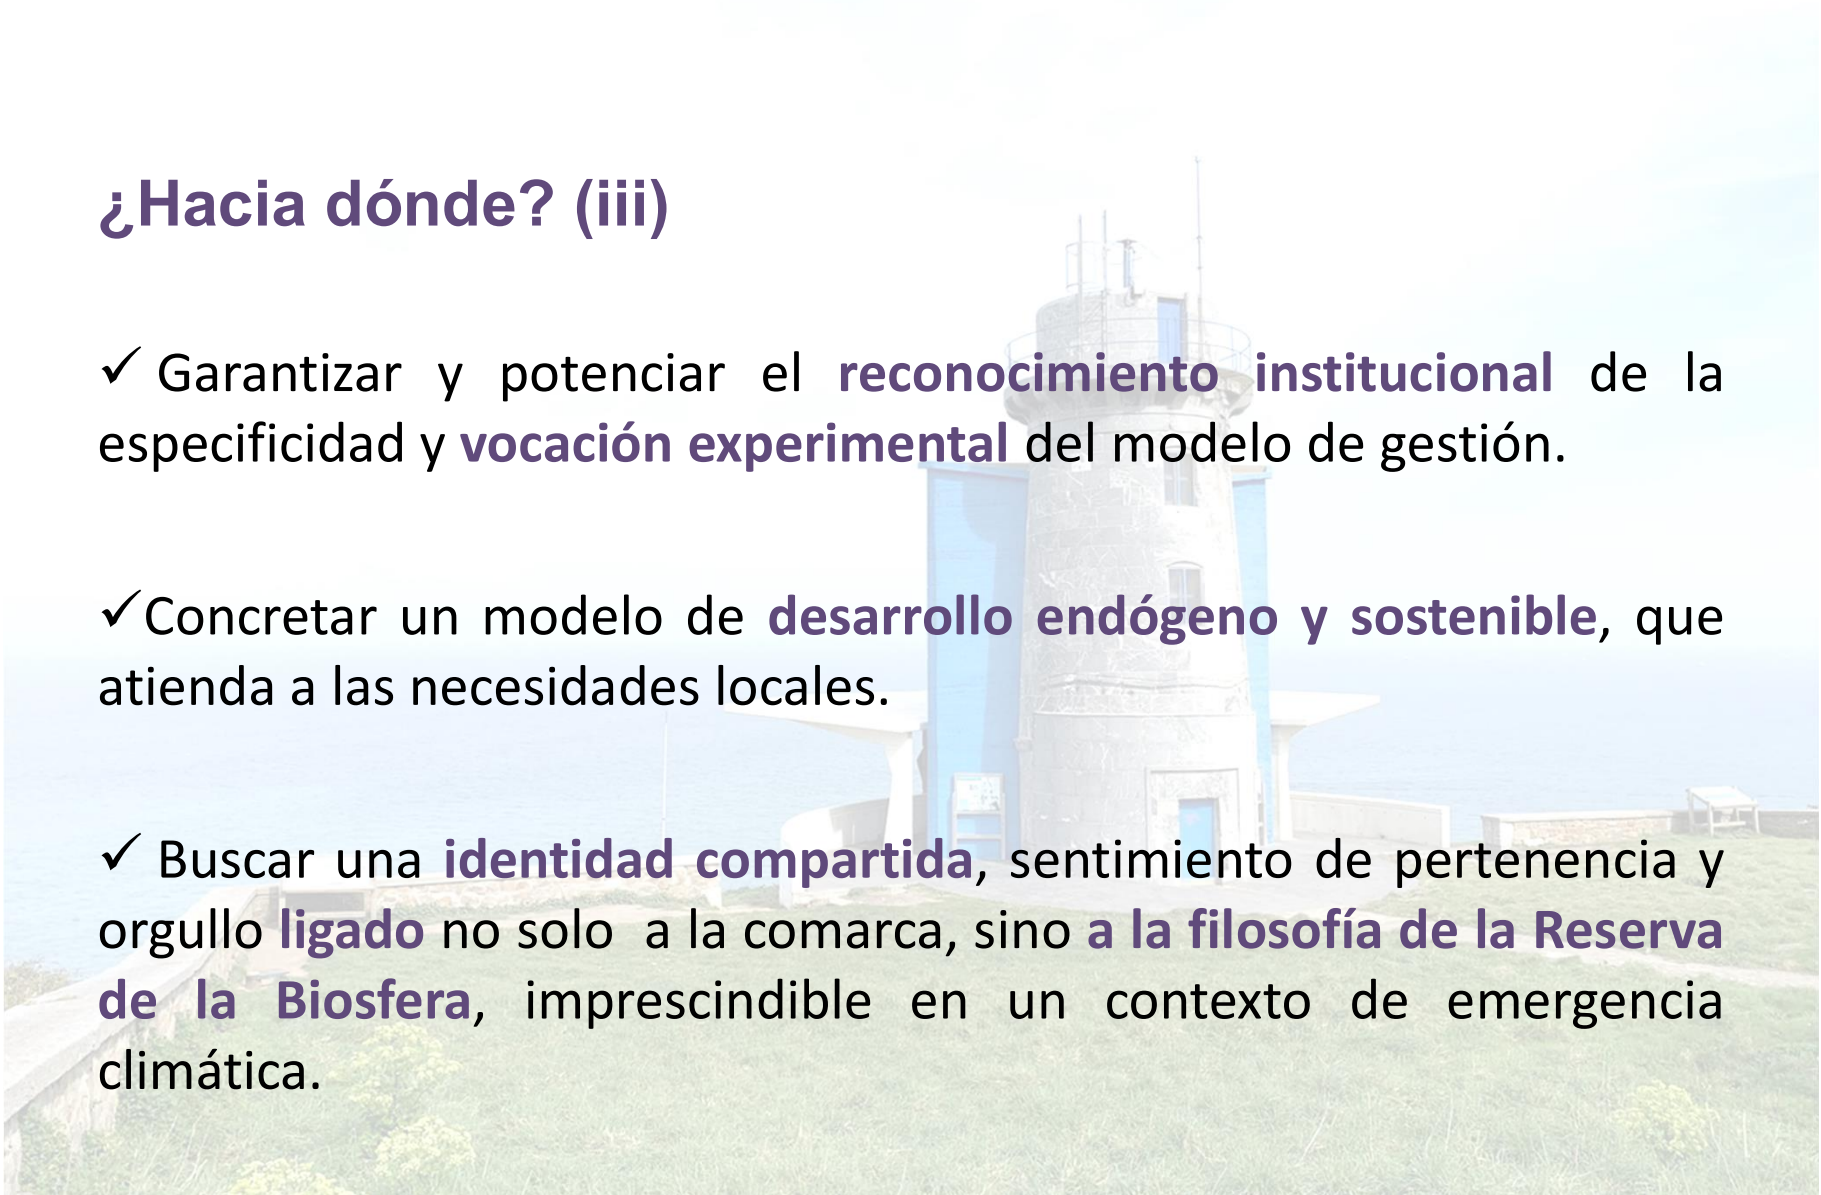 ¿Hacia dónde? (iii)
✓ Garantizar y potenciar el reconocimiento institucional de la
especificidad y vocación experimental del modelo de gestión.
✓Concretar un modelo de desarrollo endógeno y sostenible, que
atienda a las necesidades locales.
✓ Buscar una identidad compartida, sentimiento de pertenencia y
orgullo ligado no solo a la comarca, sino a la filosofía de la Reserva
de la Biosfera, imprescindible en un contexto de emergencia
climática.